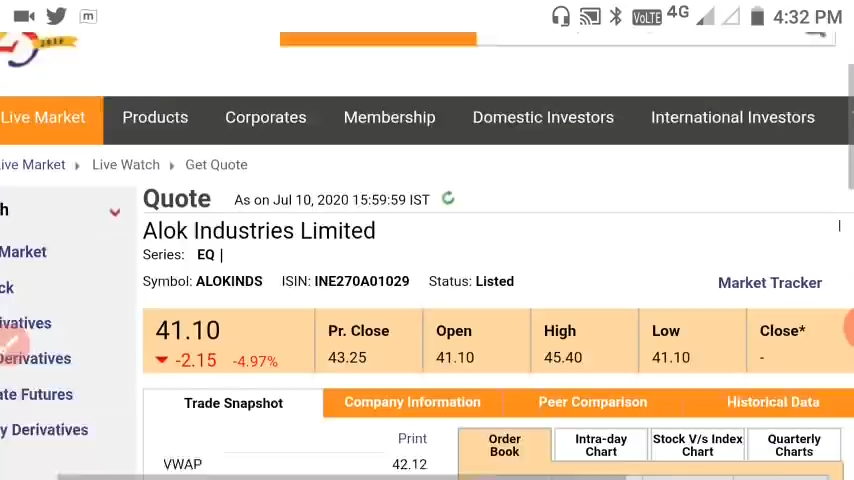 m VoLTE 4G 4:32 PM
2019
Live Market Products Corporates Membership Domestic Investors International Investors
ive Market Live Watch Get Quote
h
Quote As on Jul 10, 2020 15:59:59 IST
Alok Industries Limited
Market
Series: EQ |
ck
Symbol: ALOKINDS ISIN: INE270A01029 Status: Listed Market Tracker
ivatives
41.10 Pr. Close Open High Low Close*
Derivatives
-2.15 -4.97% 43.25 41.10 45.40 41.10 -
ate Futures
Trade Snapshot Company Information Peer Comparison Historical Data
y Derivatives
Print
Order Book Intra-day Chart Stock V/s Index Chart Quarterly Charts
VWAP 42.12